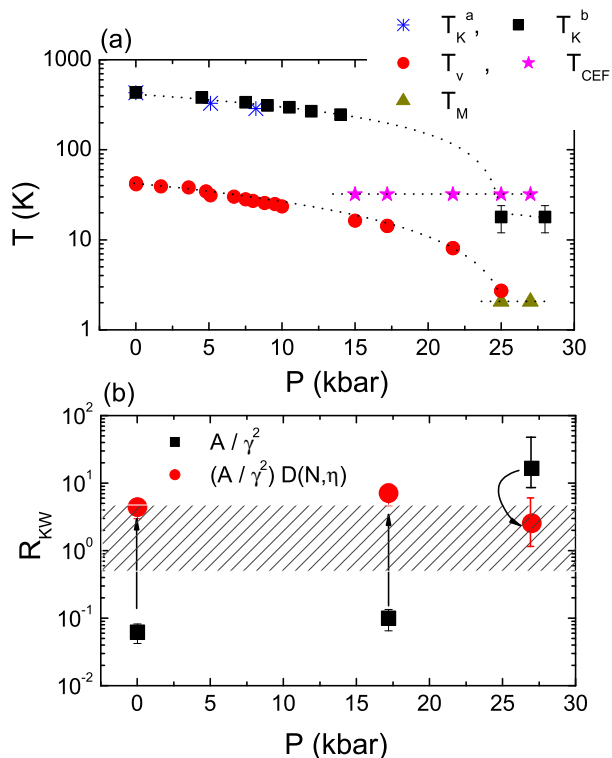 (a)
T_K^a, T_K^b
T_v , T_CEF
T_M
1000
100
10
1
T (K)
0 5 10 15 20 25 30
P (kbar)
(b)
10^2
10^1
10^0
10^-1
10^-2
R_KW
A / γ^2
(A / γ^2) D(N,η)
0 5 10 15 20 25 30
P (kbar)